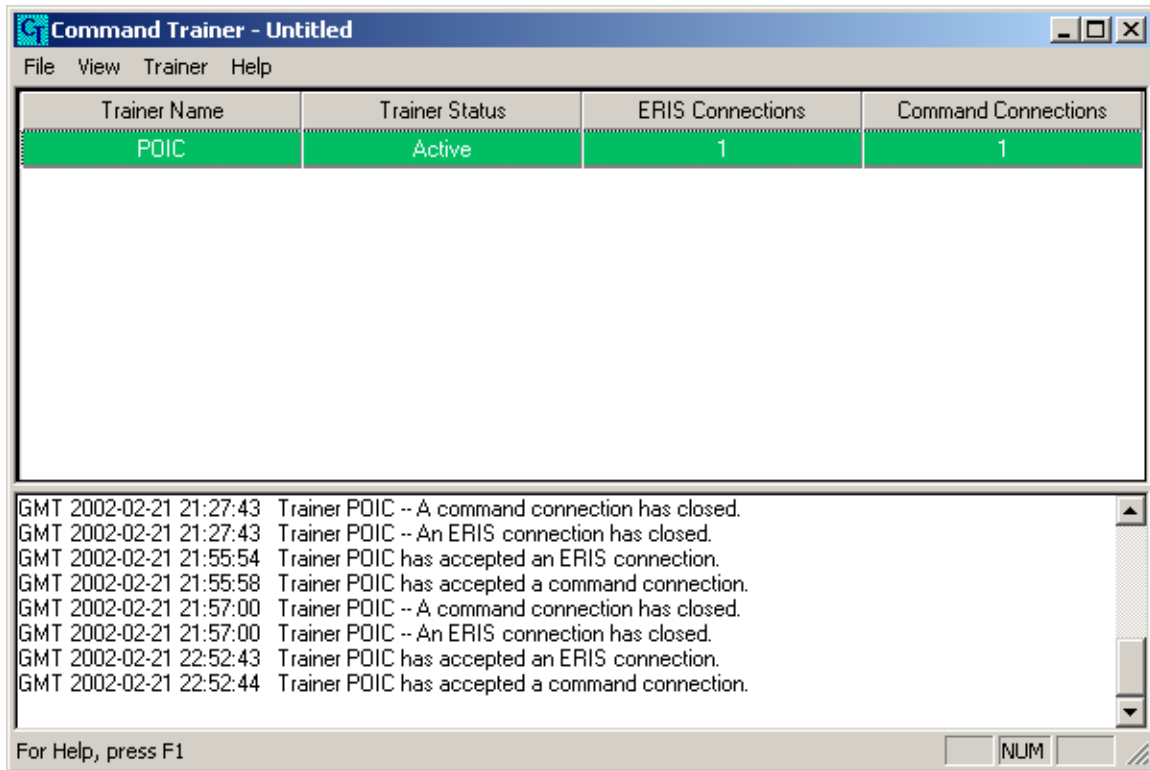 CT Command Trainer - Untitled
File View Trainer Help
Trainer Name Trainer Status ERIS Connections Command Connections
POIC Active 1 1
GMT 2002-02-21 21:27:43 Trainer POIC -- A command connection has closed.
GMT 2002-02-21 21:27:43 Trainer POIC -- An ERIS connection has closed.
GMT 2002-02-21 21:55:54 Trainer POIC has accepted an ERIS connection.
GMT 2002-02-21 21:55:58 Trainer POIC has accepted a command connection.
GMT 2002-02-21 21:57:00 Trainer POIC -- A command connection has closed.
GMT 2002-02-21 21:57:00 Trainer POIC -- An ERIS connection has closed.
GMT 2002-02-21 22:52:43 Trainer POIC has accepted an ERIS connection.
GMT 2002-02-21 22:52:44 Trainer POIC has accepted a command connection.
For Help, press F1 NUM